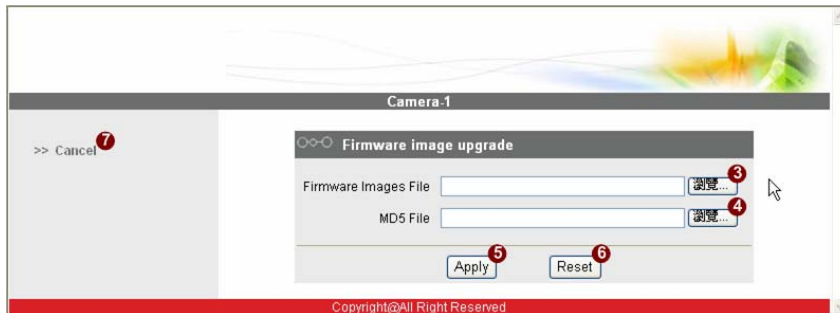 Camera-1
>> Cancel 7
Firmware image upgrade
Firmware Images File 瀏覽... 3
MD5 File 瀏覽... 4
Apply 5 Reset 6
Copyright@All Right Reserved